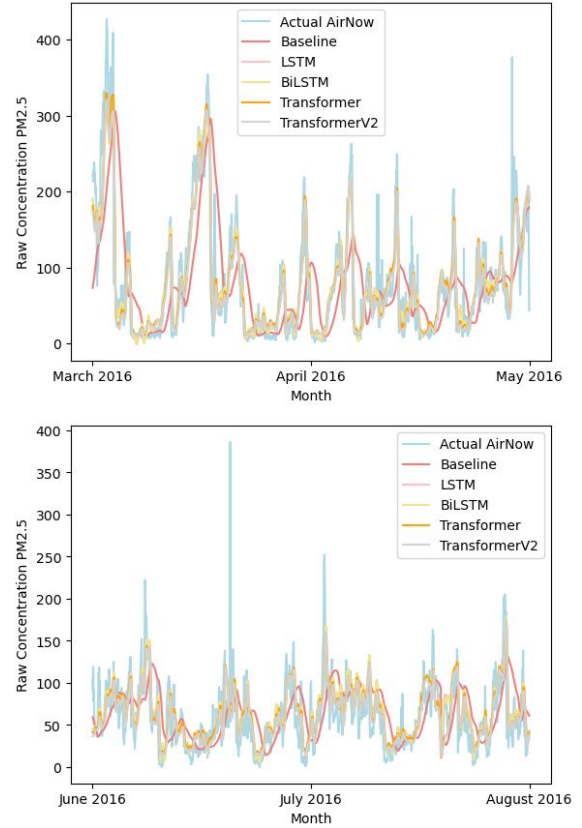 400
300
200
100
0
Raw Concentration PM2.5
Actual AirNow
Baseline
LSTM
BiLSTM
Transformer
TransformerV2
March 2016
April 2016
May 2016
Month
400
350
300
250
200
150
100
50
0
Raw Concentration PM2.5
Actual AirNow
Baseline
LSTM
BiLSTM
Transformer
TransformerV2
June 2016
July 2016
August 2016
Month